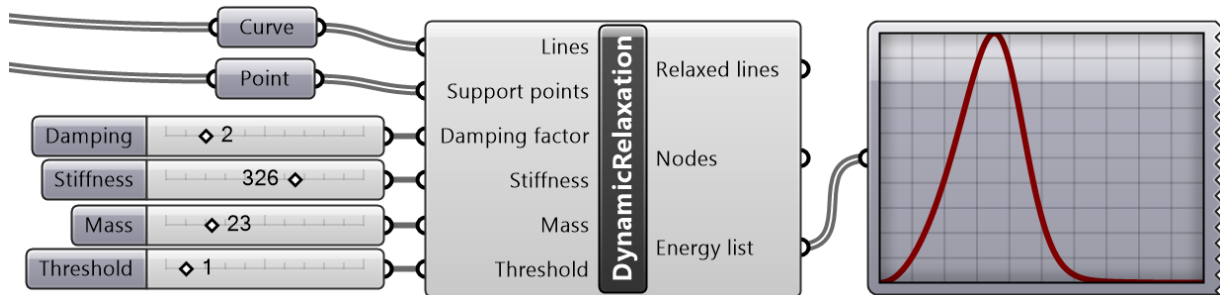 Curve
Point
Damping 2
Stiffness 326
Mass 23
Threshold 1
Lines
Support points
Damping factor
Stiffness
Mass
Threshold
DynamicRelaxation
Relaxed lines
Nodes
Energy list